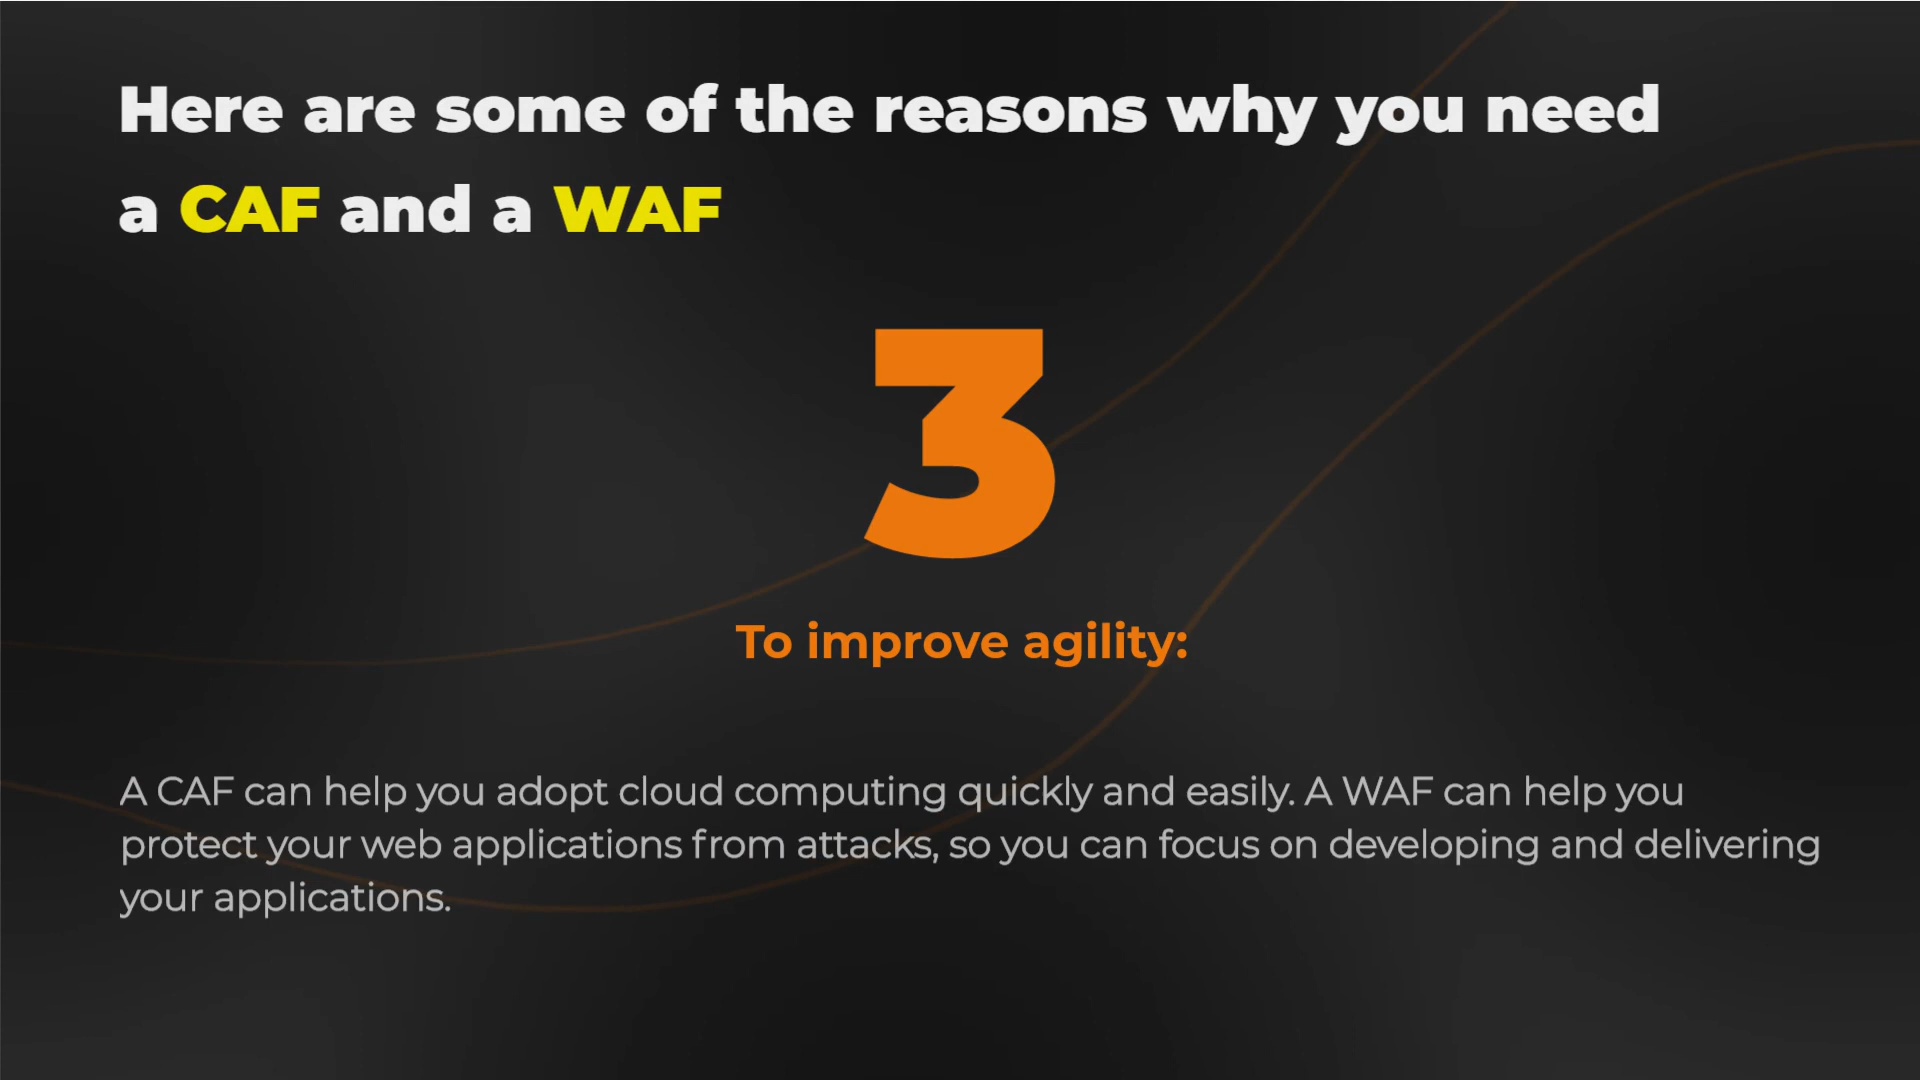 Here are some of the reasons why you need
a CAF and a WAF
3
To improve agility:
A CAF can help you adopt cloud computing quickly and easily. A WAF can help you
protect your web applications from attacks, so you can focus on developing and delivering
your applications.